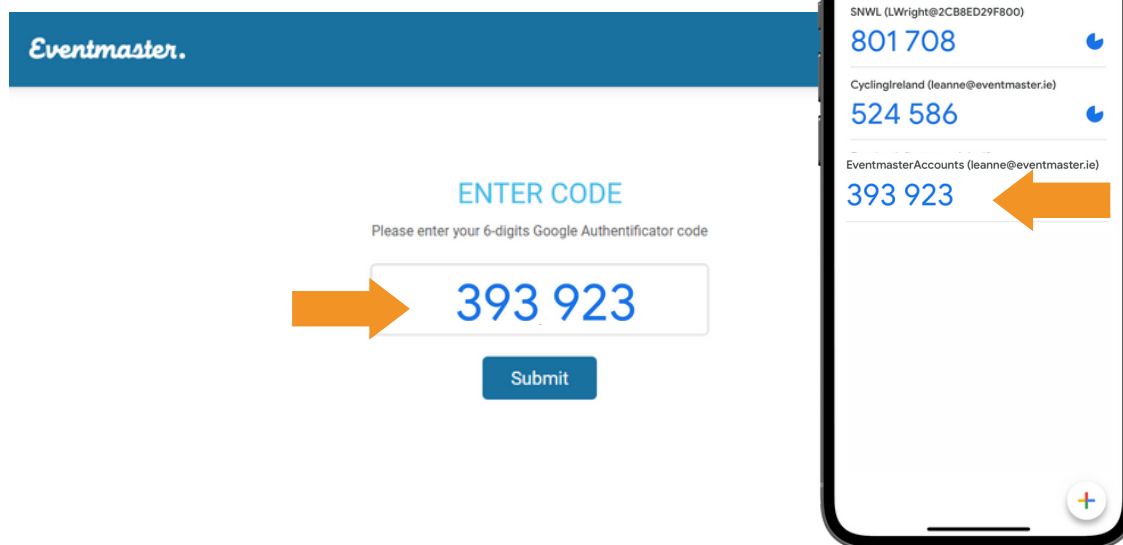 Eventmaster.
ENTER CODE
Please enter your 6-digits Google Authentificator code
393 923
Submit
SNWL (LWright@2CB8ED29F800)
801 708
CyclingIreland (leanne@eventmaster.ie)
524 586
EventmasterAccounts (leanne@eventmaster.ie)
393 923